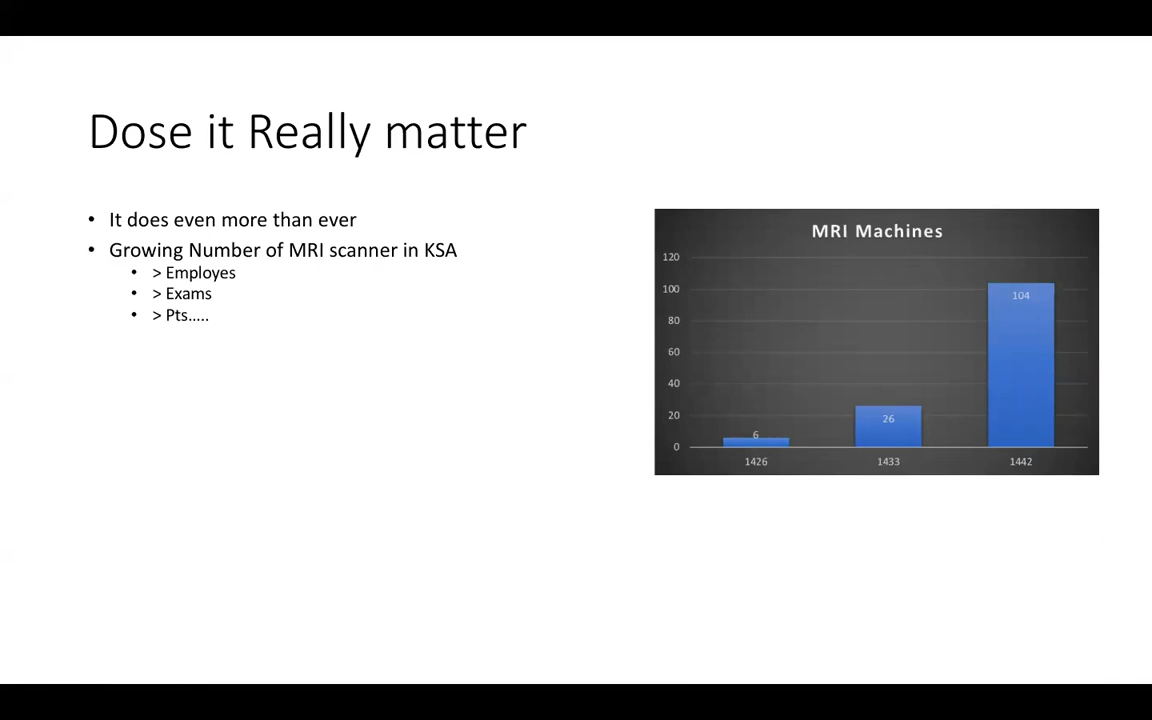 Dose it Really matter
• It does even more than ever
• Growing Number of MRI scanner in KSA
• > Employes
• > Exams
• > Pts.....
MRI Machines
120
100
80
60
40
20
0
6
26
104
1426
1433
1442